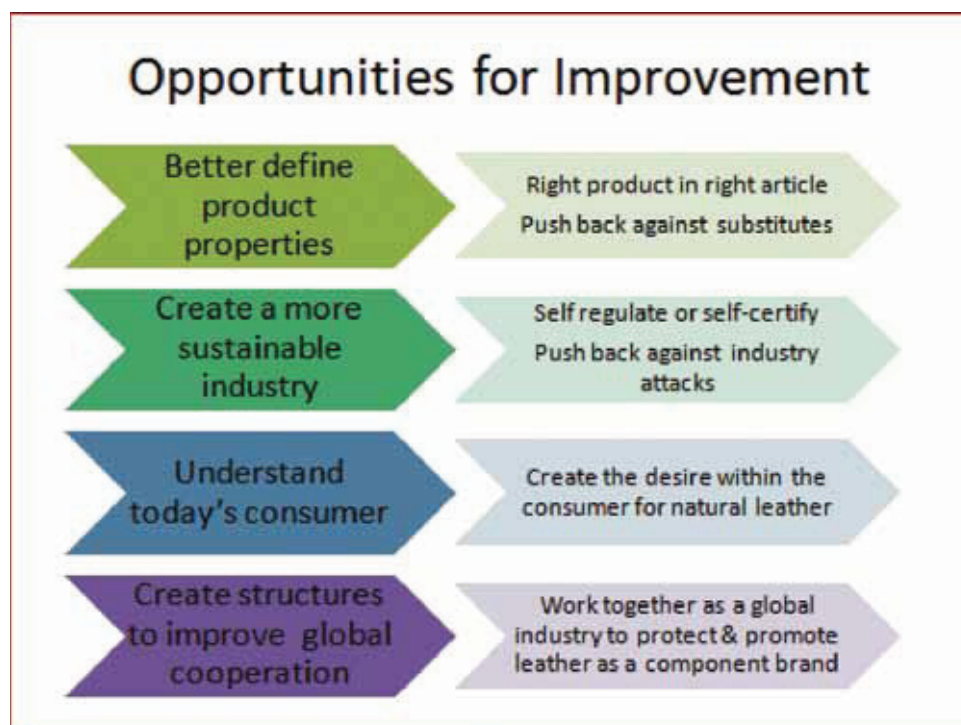 Opportunities for Improvement
Better define
product
properties
Right product in right article
Push back against substitutes
Create a more
sustainable
industry
Self regulate or self-certify
Push back against industry
attacks
Understand
today's consumer
Create the desire within the
consumer for natural leather
Create structures
to improve global
cooperation
Work together as a global
industry to protect & promote
leather as a component brand